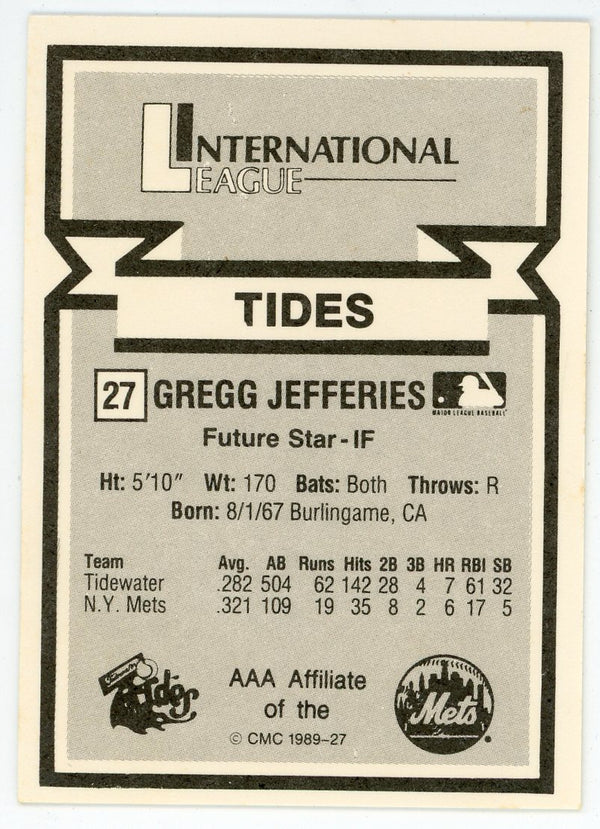 INTERNATIONAL
LEAGUE
TIDES
27 GREGG JEFFERIES
MAJOR LEAGUE BASEBALL
Future Star-IF
Ht: 5'10" Wt: 170 Bats: Both Throws: R
Born: 8/1/67 Burlingame, CA
Team Avg. AB Runs Hits 2B 3B HR RBI SB
Tidewater .282 504 62 142 28 4 7 61 32
N.Y. Mets .321 109 19 35 8 2 6 17 5
Tides
AAA Affiliate
of the
Mets
© CMC 1989-27